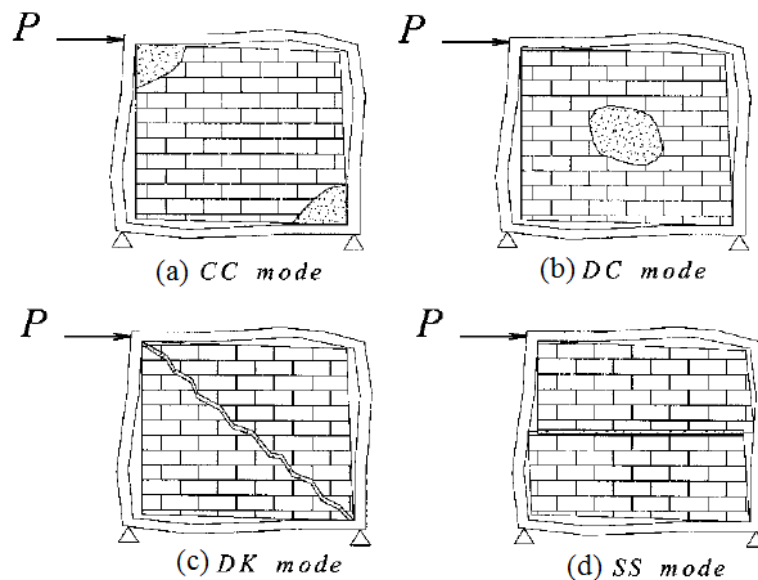 P
P
(a) CC mode
(b) DC mode
P
P
(c) DK mode
(d) SS mode